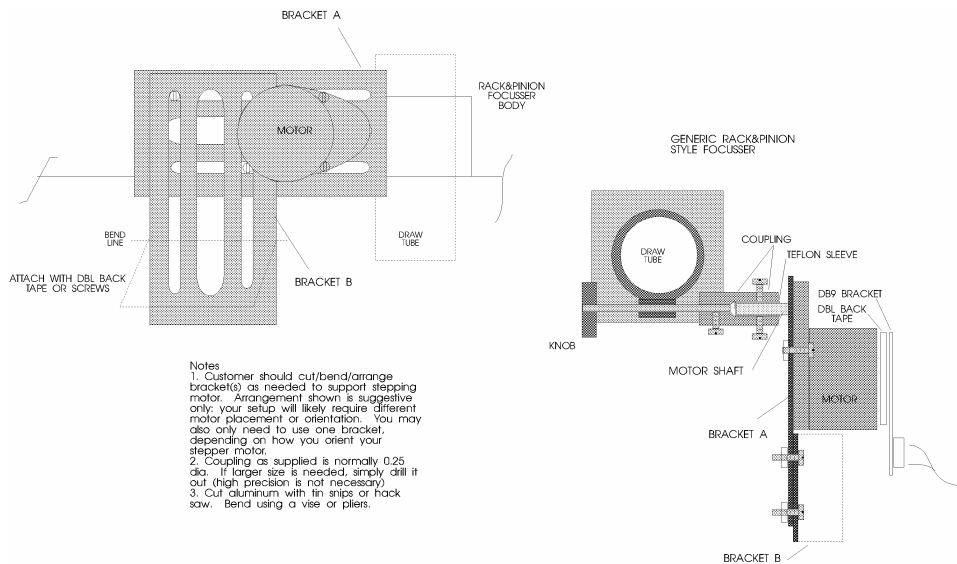 BRACKET A
RACK&PINION
FOCUSSER
BODY
MOTOR
BEND
LINE
DRAW
TUBE
ATTACH WITH DBL BACK
TAPE OR SCREWS
BRACKET B
GENERIC RACK&PINION
STYLE FOCUSSER
DRAW
TUBE
COUPLING
TEFLON SLEEVE
DB9 BRACKET
DBL BACK
TAPE
KNOB
MOTOR SHAFT
MOTOR
BRACKET A
BRACKET B
Notes
1. Customer should cut/bend/arrange
bracket(s) as needed to support stepping
motor. Arrangement shown is suggestive
only: your setup will likely require different
motor placement or orientation. You may
also only need to use one bracket,
depending on how you orient your
stepper motor.
2. Coupling as supplied is normally 0.25
dia. If larger size is needed, simply drill it
out (high precision is not necessary)
3. Cut aluminum with tin snips or hack
saw. Bend using a vise or pliers.